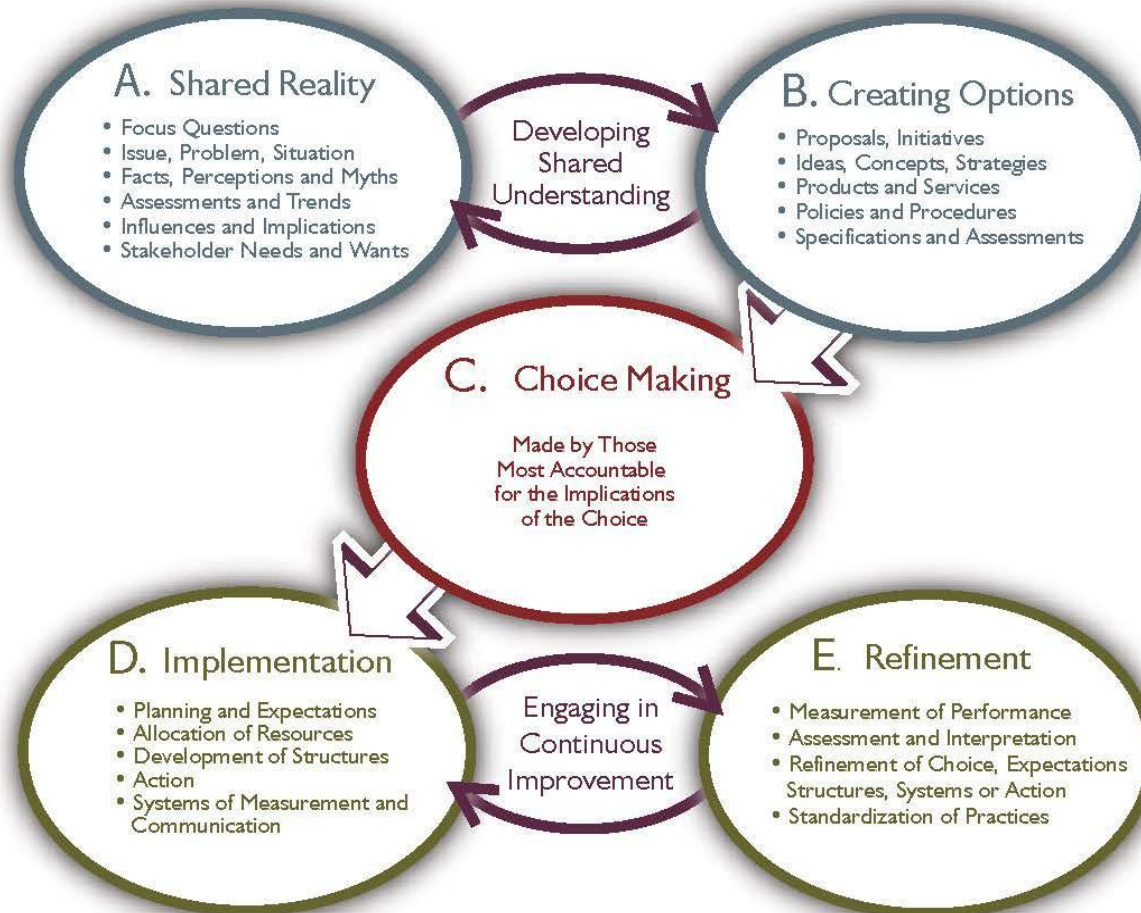 A. Shared Reality
• Focus Questions
• Issue, Problem, Situation
• Facts, Perceptions and Myths
• Assessments and Trends
• Influences and Implications
• Stakeholder Needs and Wants
Developing
Shared
Understanding
B. Creating Options
• Proposals, Initiatives
• Ideas, Concepts, Strategies
• Products and Services
• Policies and Procedures
• Specifications and Assessments
C. Choice Making
Made by Those
Most Accountable
for the Implications
of the Choice
D. Implementation
• Planning and Expectations
• Allocation of Resources
• Development of Structures
• Action
• Systems of Measurement and
Communication
Engaging in
Continuous
Improvement
E. Refinement
• Measurement of Performance
• Assessment and Interpretation
• Refinement of Choice, Expectations
Structures, Systems or Action
• Standardization of Practices